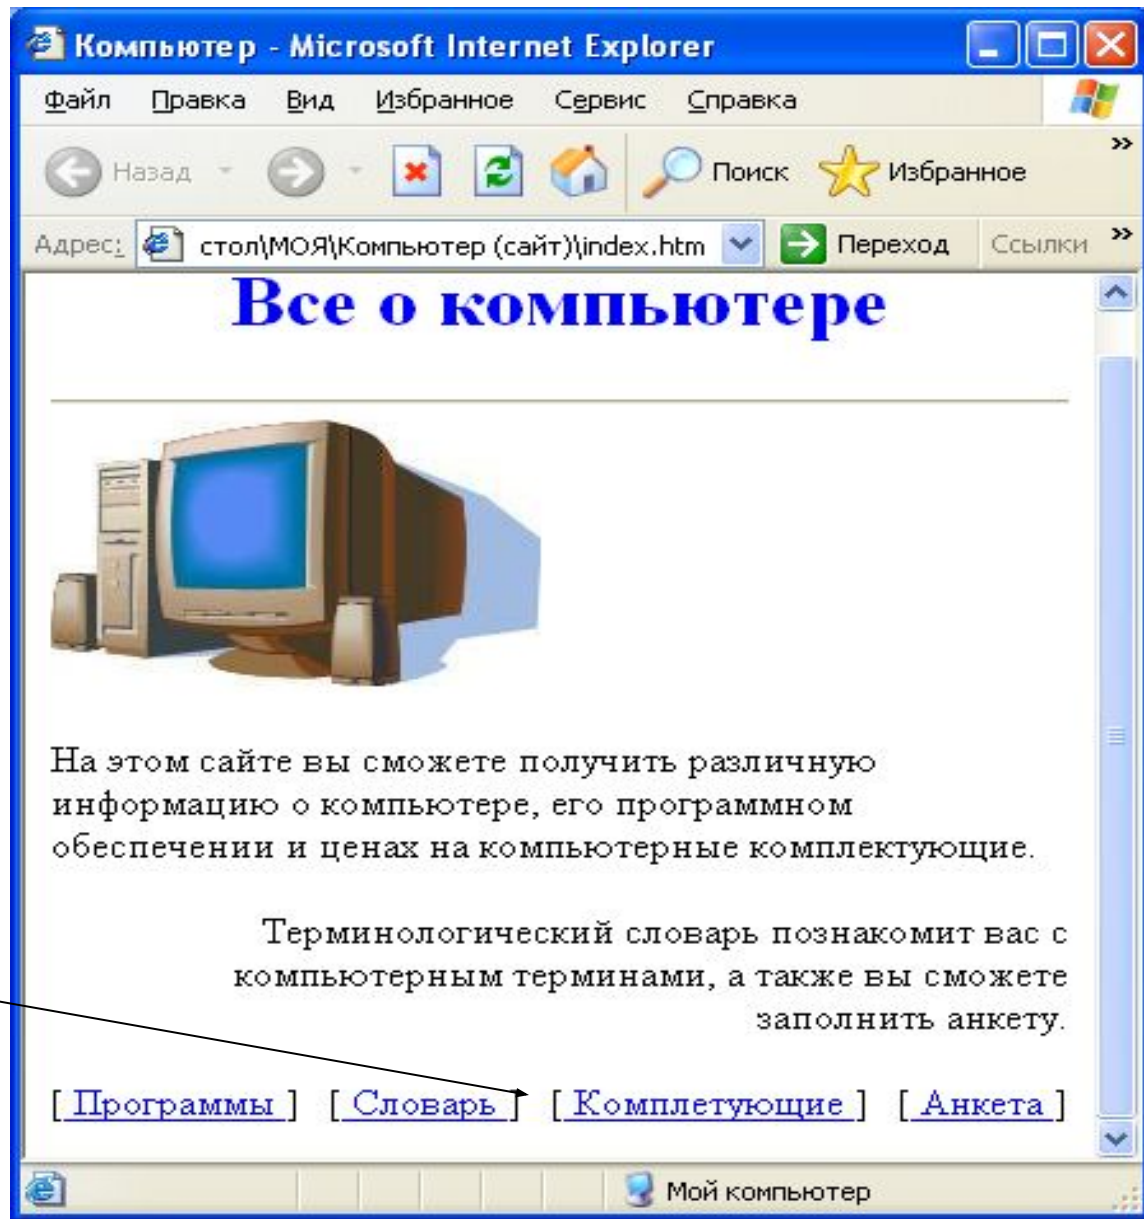 Компьютер - Microsoft Internet Explorer
Файл Правка Вид Избранное Сервис Справка
Назад Поиск Избранное »
Адрес: стол\МОЯ\Компьютер (сайт)\index.htm Переход Ссылки »
Все о компьютере
На этом сайте вы сможете получить различную
информацию о компьютере, его программном
обеспечении и ценах на компьютерные комплектующие.
Терминологический словарь познакомит вас с
компьютерным терминами, а также вы сможете
заполнить анкету.
[ Программы ] [ Словарь ] [ Комплетующие ] [ Анкета ]
Мой компьютер